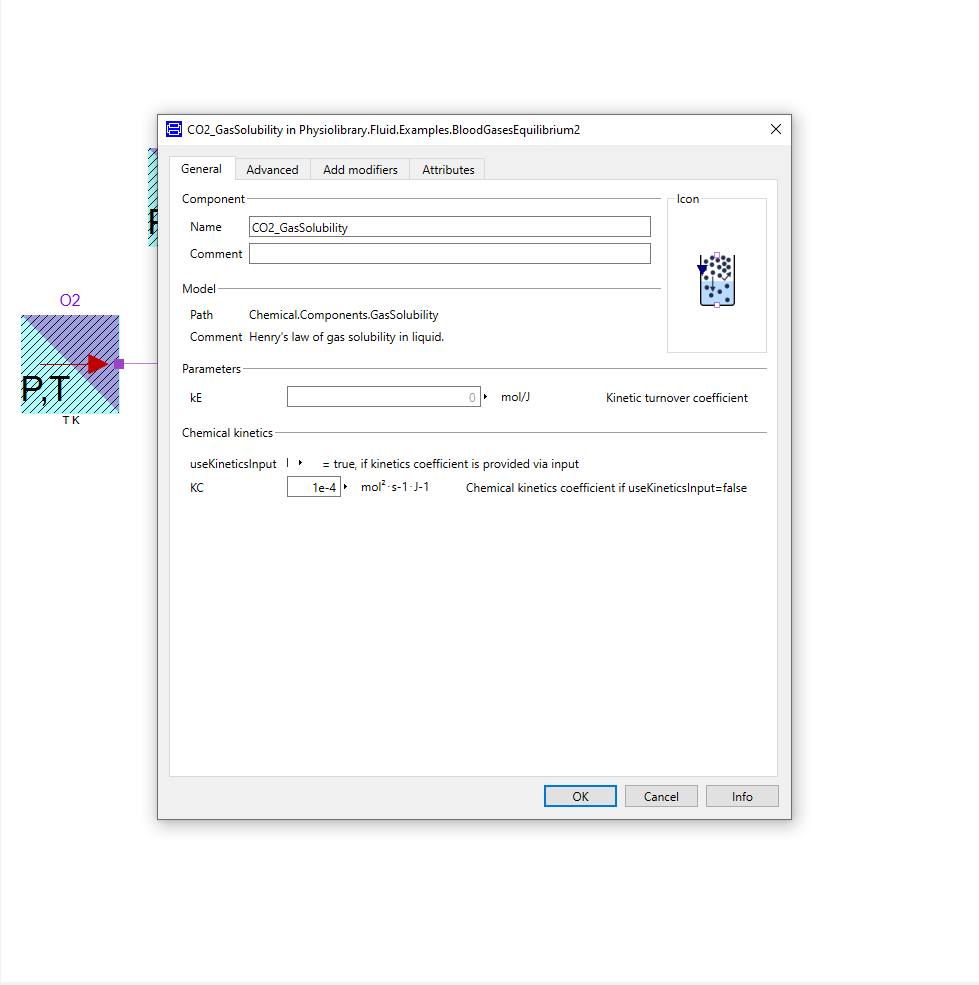 CO2_GasSolubility in Physiolibrary.Fluid.Examples.BloodGasesEquilibrium2
General
Advanced
Add modifiers
Attributes
Component
Icon
Name
CO2_GasSolubility
Comment
Model
Path
Chemical.Components.GasSolubility
Comment
Henry's law of gas solubility in liquid.
Parameters
kE
0
mol/J
Kinetic turnover coefficient
Chemical kinetics
useKineticsInput
= true, if kinetics coefficient is provided via input
KC
1e-4
mol²·s-1·J-1
Chemical kinetics coefficient if useKineticsInput=false
OK
Cancel
Info
O2
P,T
T K